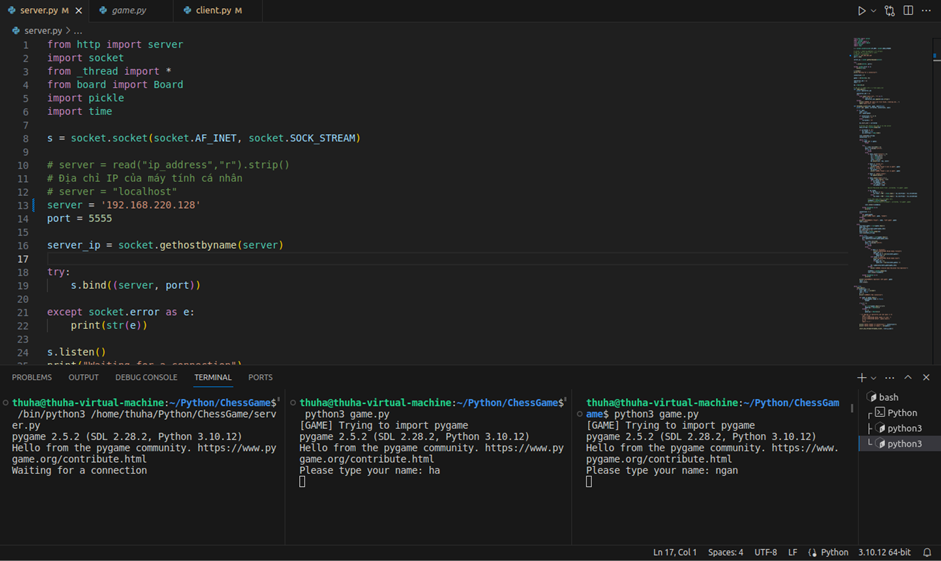 server.py M
game.py
client.py M
server.py > ...
1 from http import server
2 import socket
3 from _thread import *
4 from board import Board
5 import pickle
6 import time
7
8 s = socket.socket(socket.AF_INET, socket.SOCK_STREAM)
9
10 # server = read("ip_address","r").strip()
11 # Địa chỉ IP của máy tính cá nhân
12 # server = "localhost"
13 server = '192.168.220.128'
14 port = 5555
15
16 server_ip = socket.gethostbyname(server)
17
18 try:
19 s.bind((server, port))
20
21 except socket.error as e:
22 print(str(e))
23
24 s.listen()
PROBLEMS OUTPUT DEBUG CONSOLE TERMINAL PORTS
thuha@thuha-virtual-machine:~/Python/ChessGame$
/bin/python3 /home/thuha/Python/ChessGame/serv
er.py
pygame 2.5.2 (SDL 2.28.2, Python 3.10.12)
Hello from the pygame community. https://www.py
game.org/contribute.html
Waiting for a connection
thuha@thuha-virtual-machine:~/Python/ChessGame$
python3 game.py
[GAME] Trying to import pygame
pygame 2.5.2 (SDL 2.28.2, Python 3.10.12)
Hello from the pygame community. https://www.py
game.org/contribute.html
Please type your name: ha
thuha@thuha-virtual-machine:~/Python/ChessGam
ame$ python3 game.py
[GAME] Trying to import pygame
pygame 2.5.2 (SDL 2.28.2, Python 3.10.12)
Hello from the pygame community. https://www.
pygame.org/contribute.html
Please type your name: ngan
bash
Python
python3
python3
Ln 17, Col 1 Spaces: 4 UTF-8 LF Python 3.10.12 64-bit